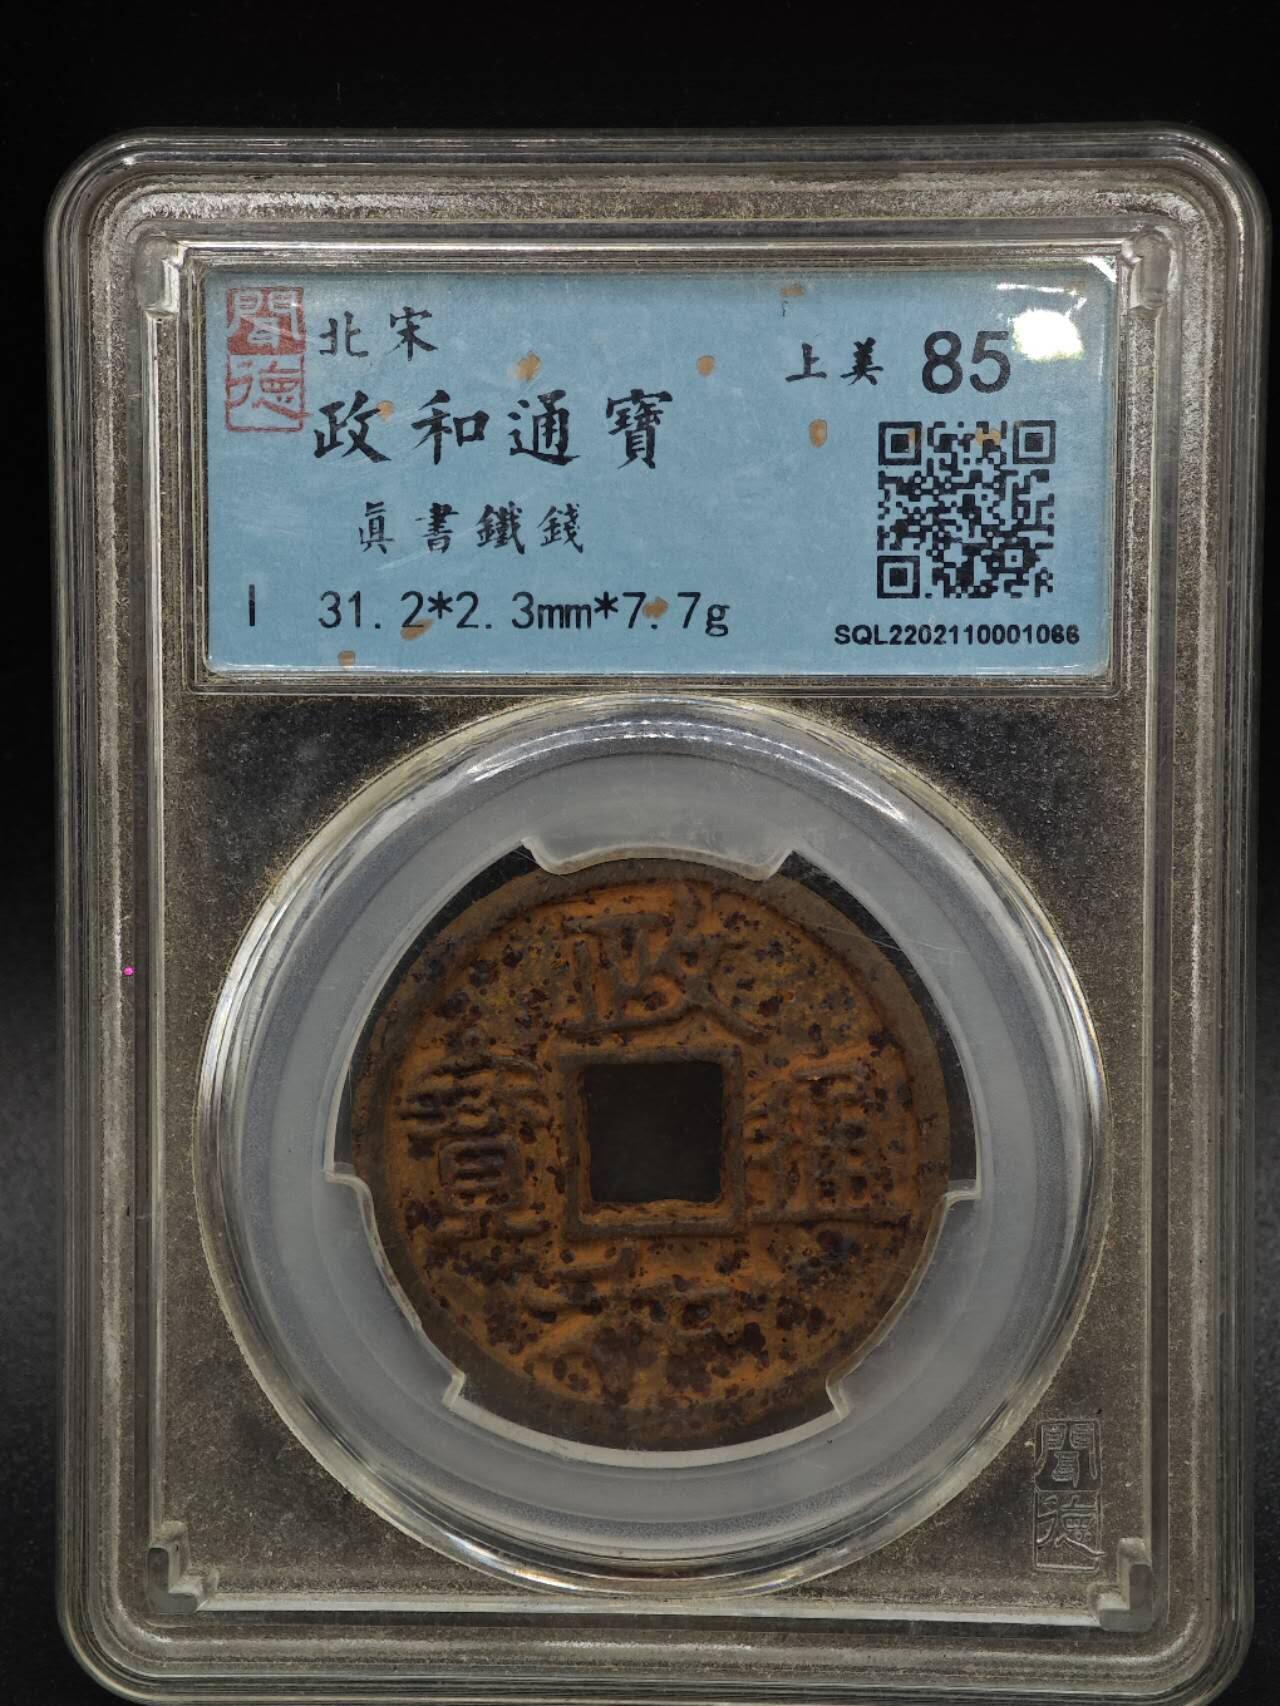 聞德
北宋
政和通寶
真書鐵錢
上美 85
I 31.2*2.3mm*7.7g
SQL2202110001066
政
通
和
寶
聞德